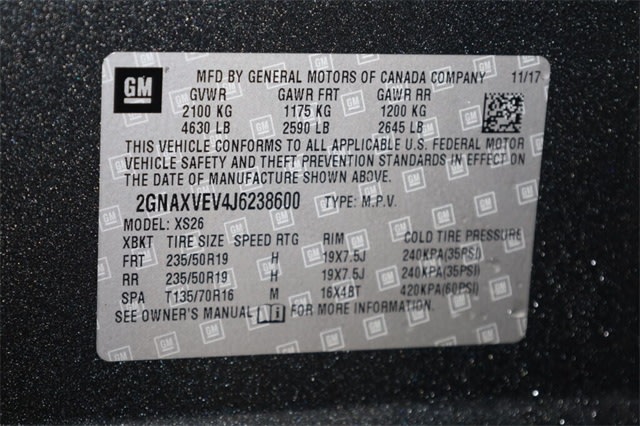 GM MFD BY GENERAL MOTORS OF CANADA COMPANY 11/17
GVWR GAWR FRT GAWR RR
2100 KG 1175 KG 1200 KG
4630 LB 2590 LB 2645 LB
THIS VEHICLE CONFORMS TO ALL APPLICABLE U.S. FEDERAL MOTOR
VEHICLE SAFETY AND THEFT PREVENTION STANDARDS IN EFFECT ON
THE DATE OF MANUFACTURE SHOWN ABOVE.
2GNAXVEV4J6238600 TYPE: M.P.V.
MODEL: XS26
XBKT TIRE SIZE SPEED RTG RIM COLD TIRE PRESSURE
FRT 235/50R19 H 19X7.5J 240KPA(35PSI)
RR 235/50R19 H 19X7.5J 240KPA(35PSI)
SPA T135/70R16 M 16X4BT 420KPA(60PSI)
SEE OWNER'S MANUAL FOR MORE INFORMATION.